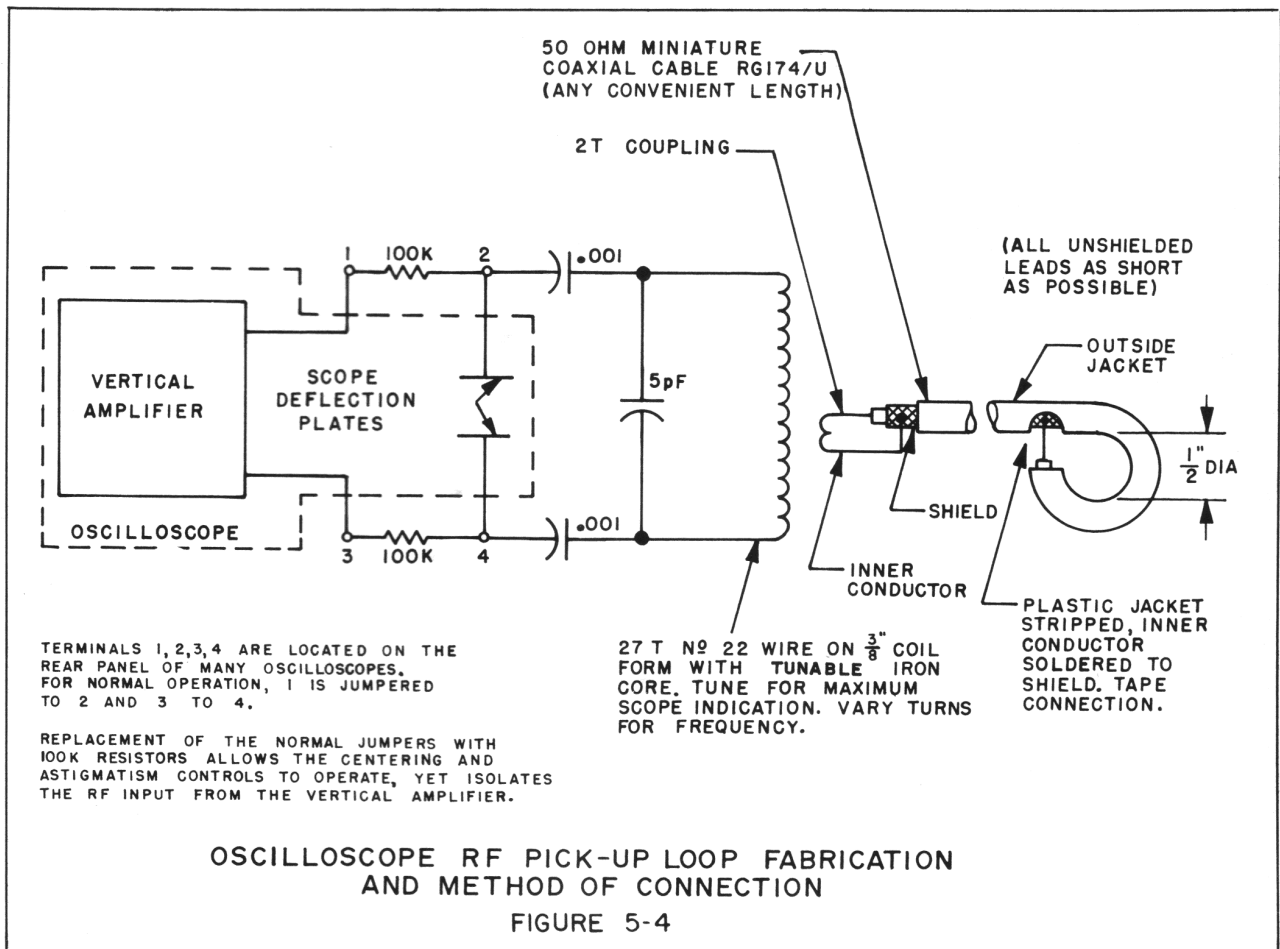 50 OHM MINIATURE
COAXIAL CABLE RG174/U
(ANY CONVENIENT LENGTH)
2T COUPLING
(ALL UNSHIELDED
LEADS AS SHORT
AS POSSIBLE)
1
100K
2
.001
OUTSIDE
JACKET
VERTICAL
AMPLIFIER
SCOPE
DEFLECTION
PLATES
5pF
1/2" DIA
SHIELD
OSCILLOSCOPE
3
100K
4
.001
INNER
CONDUCTOR
PLASTIC JACKET
STRIPPED, INNER
CONDUCTOR
SOLDERED TO
SHIELD. TAPE
CONNECTION.
27 T Nº 22 WIRE ON 3/8" COIL
FORM WITH TUNABLE IRON
CORE. TUNE FOR MAXIMUM
SCOPE INDICATION. VARY TURNS
FOR FREQUENCY.
TERMINALS 1,2,3,4 ARE LOCATED ON THE
REAR PANEL OF MANY OSCILLOSCOPES.
FOR NORMAL OPERATION, 1 IS JUMPERED
TO 2 AND 3 TO 4.
REPLACEMENT OF THE NORMAL JUMPERS WITH
100K RESISTORS ALLOWS THE CENTERING AND
ASTIGMATISM CONTROLS TO OPERATE, YET ISOLATES
THE RF INPUT FROM THE VERTICAL AMPLIFIER.
OSCILLOSCOPE RF PICK-UP LOOP FABRICATION
AND METHOD OF CONNECTION
FIGURE 5-4